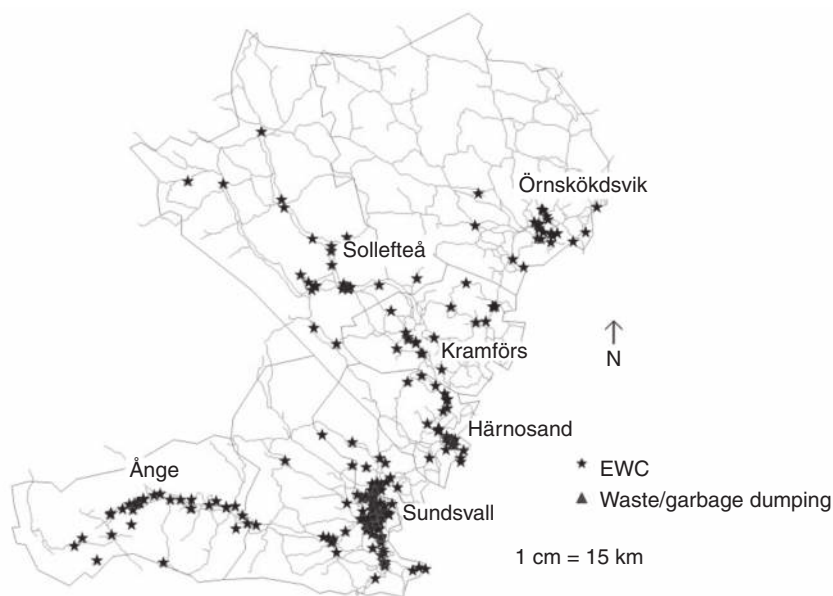 Örnskökdsvik
Sollefteå
N
Kramförs
Härnosand
Ånge
EWC
Waste/garbage dumping
Sundsvall
1 cm = 15 km